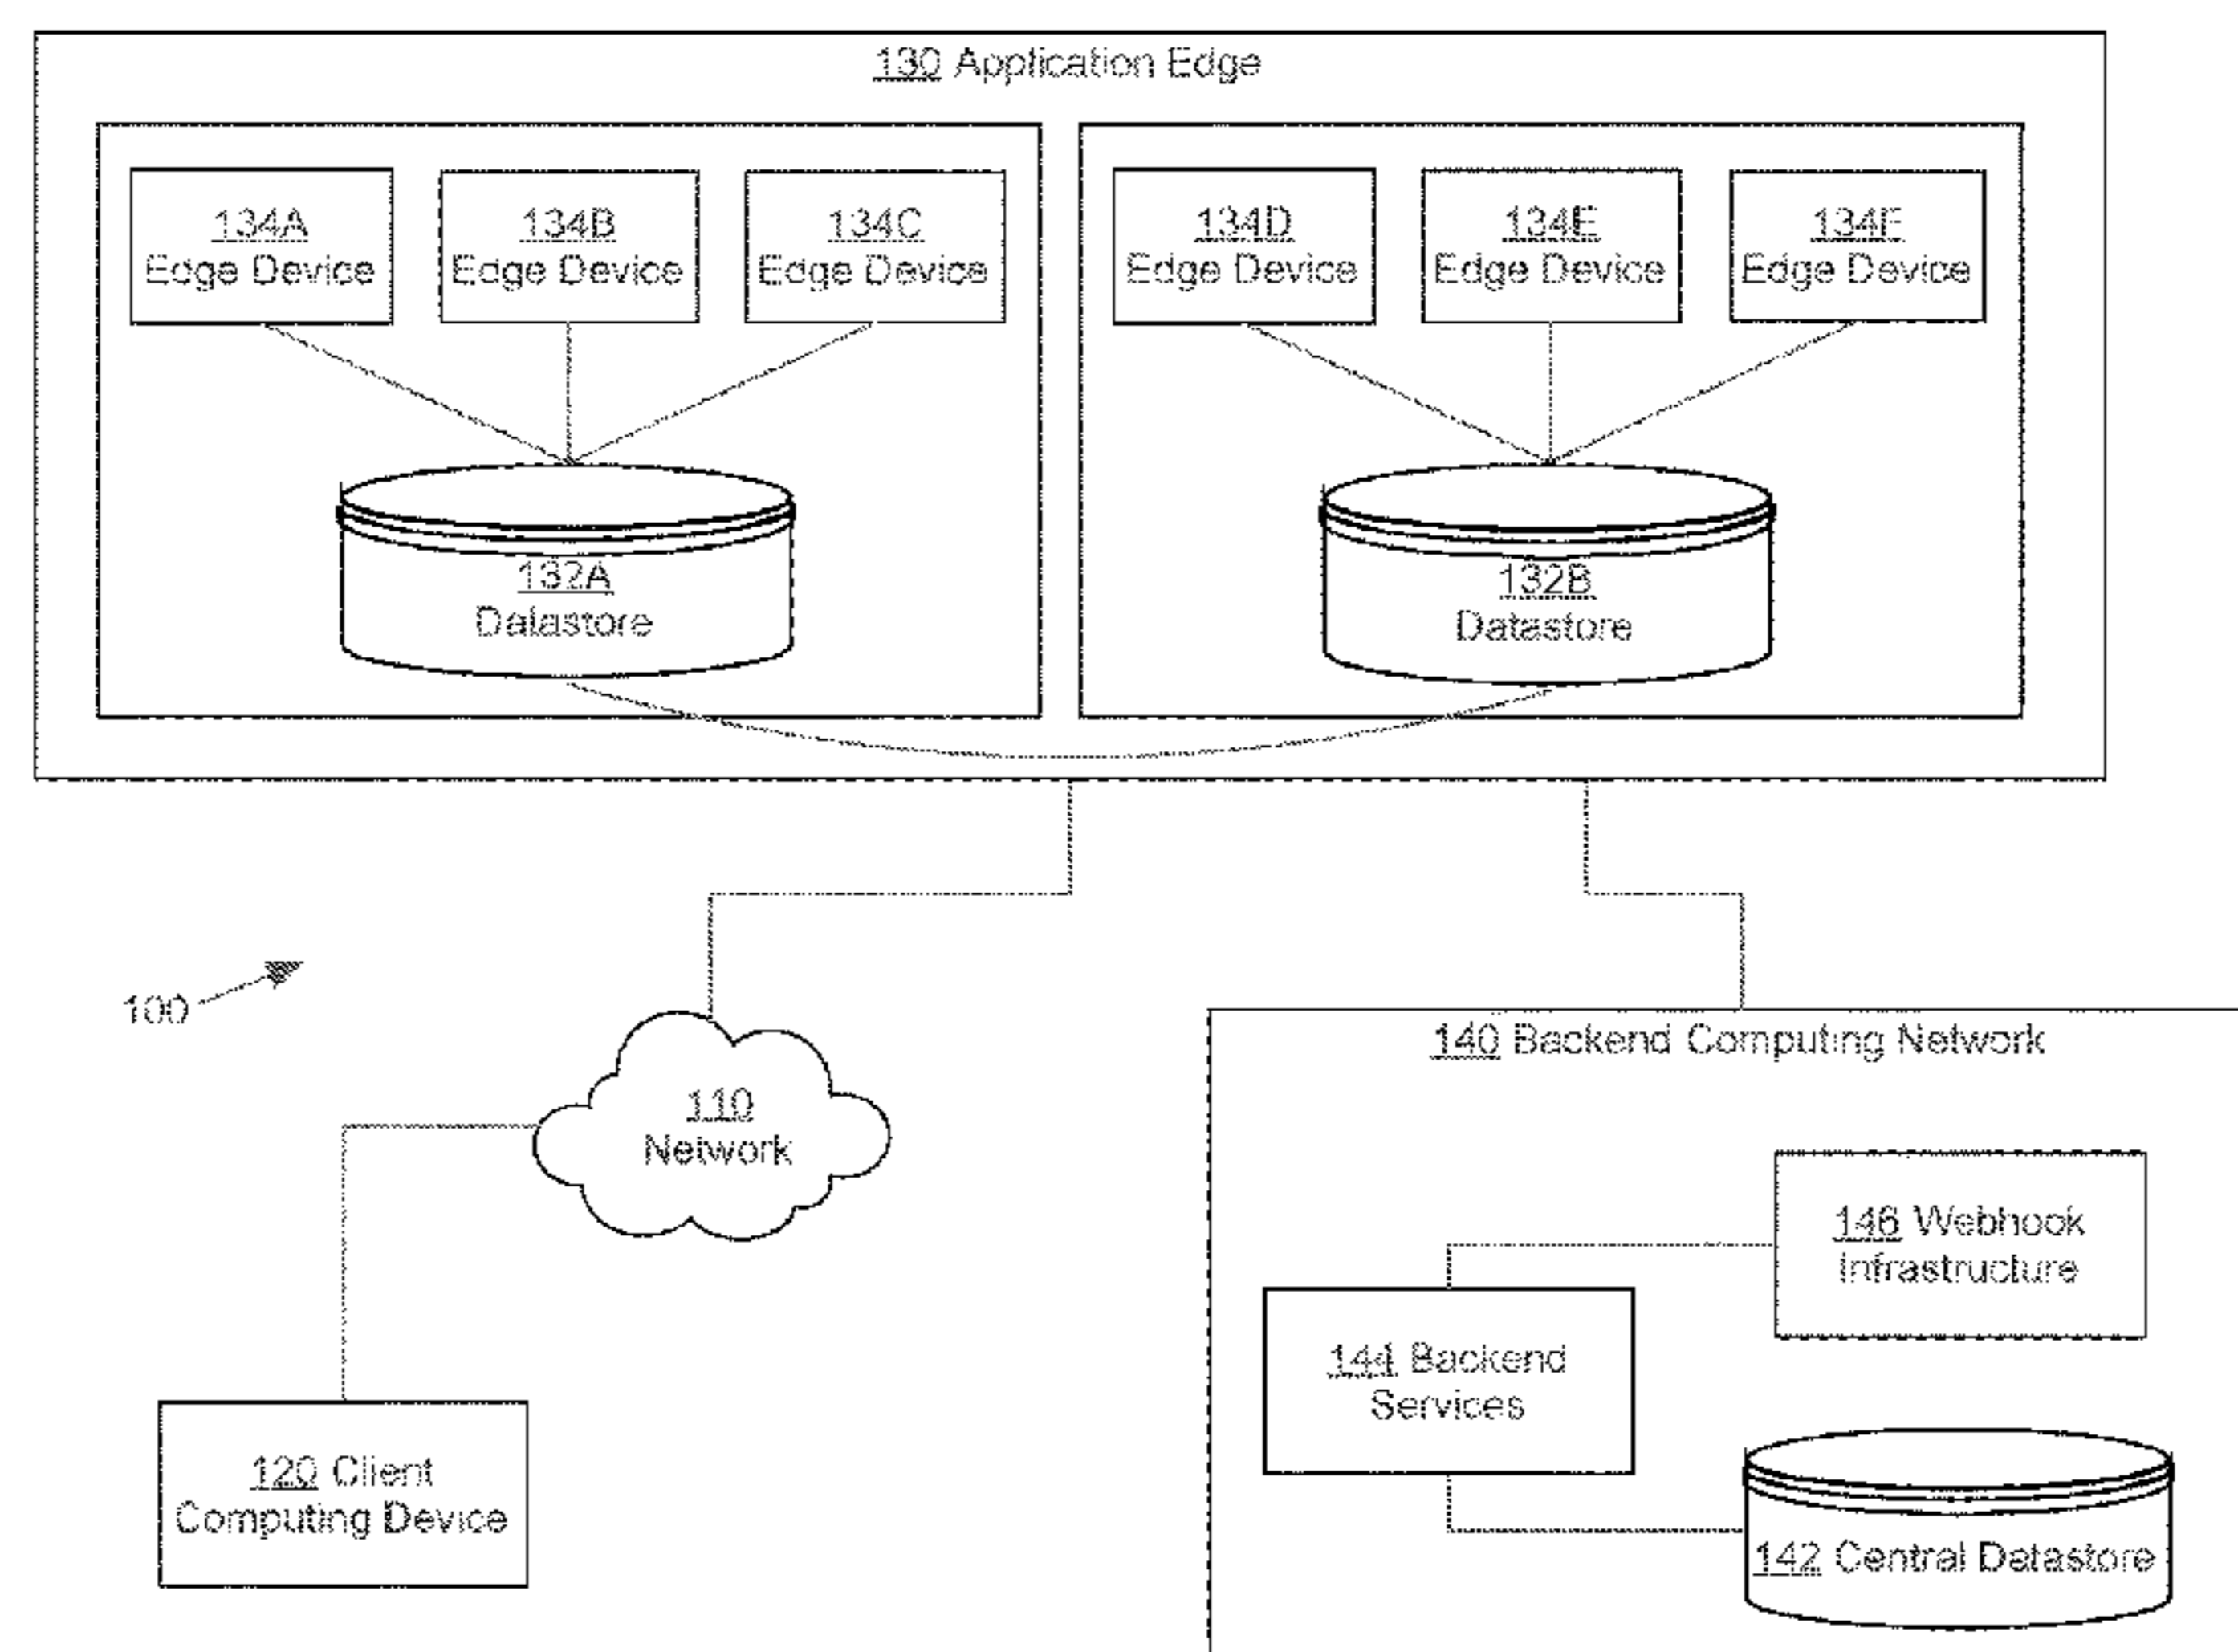 130 Application Edge
134A
Edge Device
134B
Edge Device
134C
Edge Device
134D
Edge Device
134E
Edge Device
134F
Edge Device
132A
Datastore
132B
Datastore
100
110
Network
140 Backend Computing Network
146 Webhook
Infrastructure
144 Backend
Services
120 Client
Computing Device
142 Central Datastore